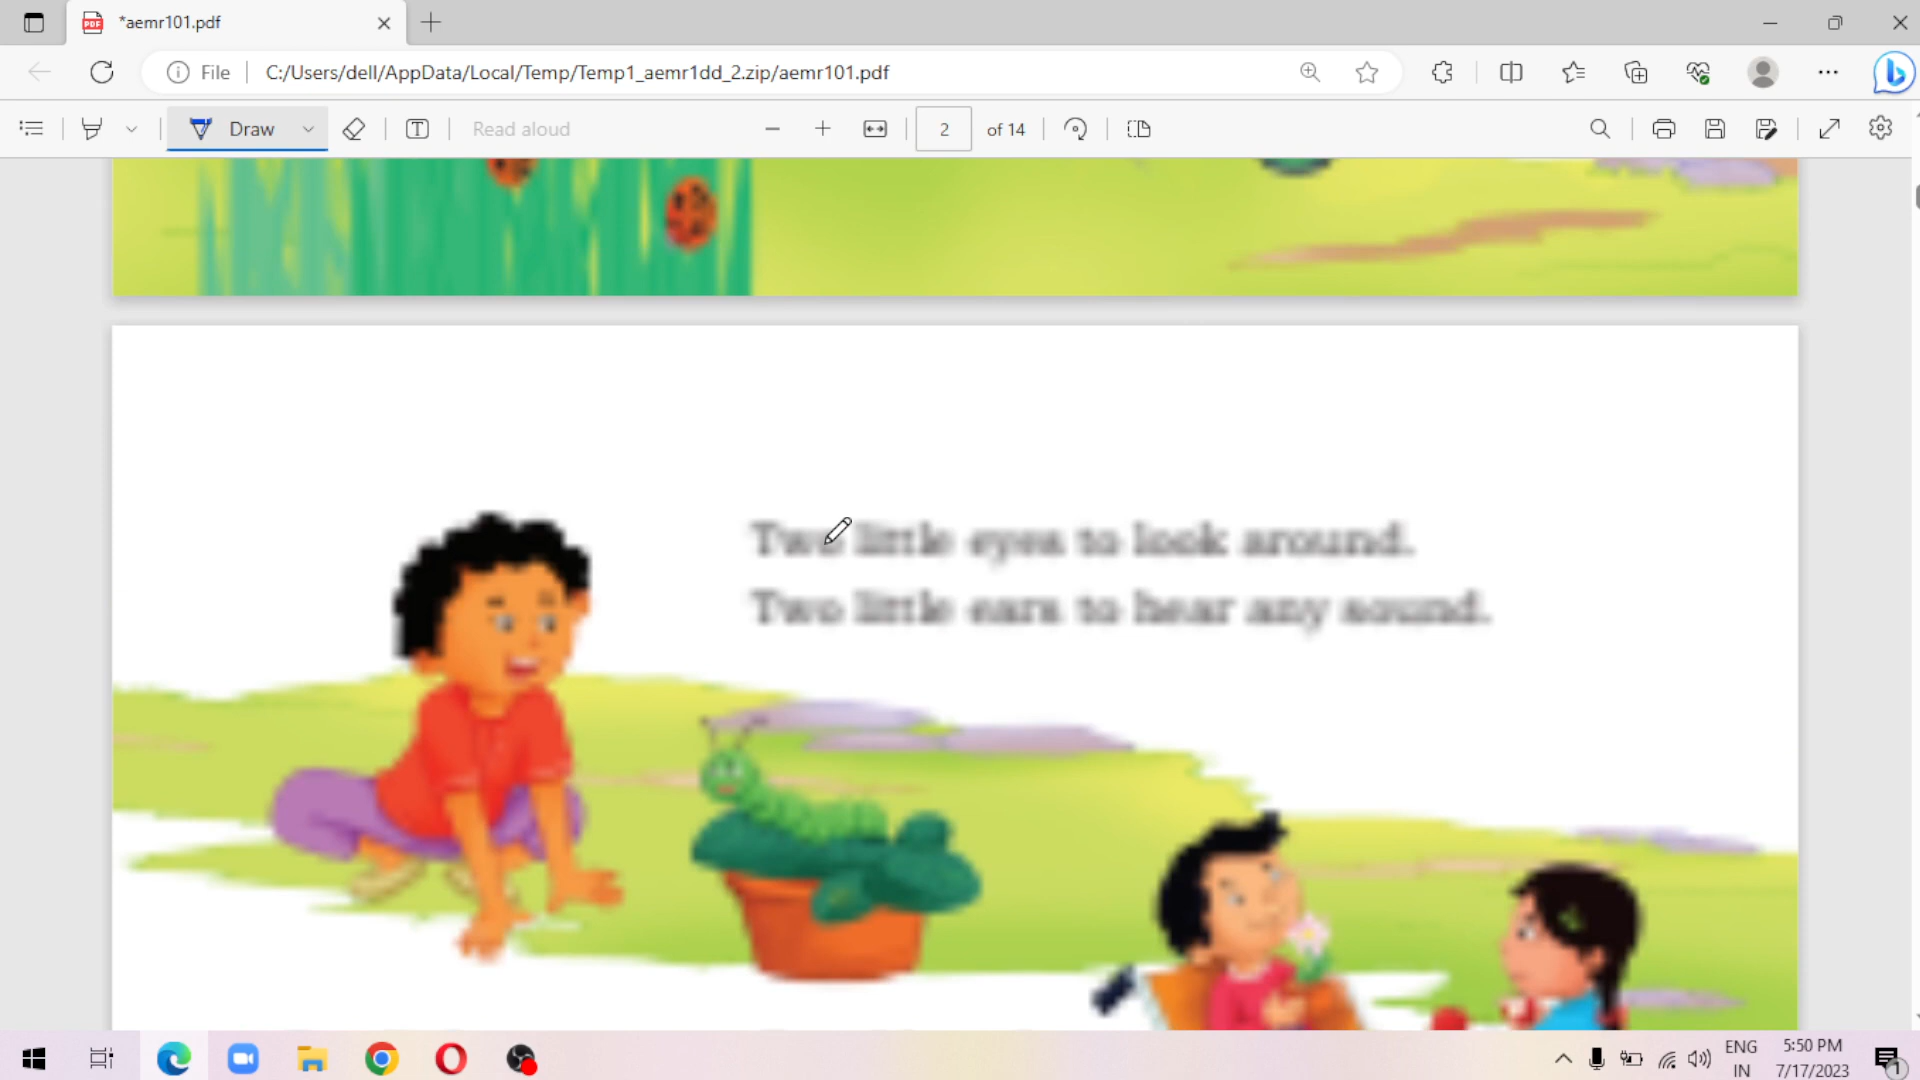 *aemr101.pdf
File
C:/Users/dell/AppData/Local/Temp/Temp1_aemr1dd_2.zip/aemr101.pdf
Draw
Read aloud
2
of 14
Two little eyes to look around.
Two little ears to hear any sound.
ENG
IN
5:50 PM
7/17/2023
1